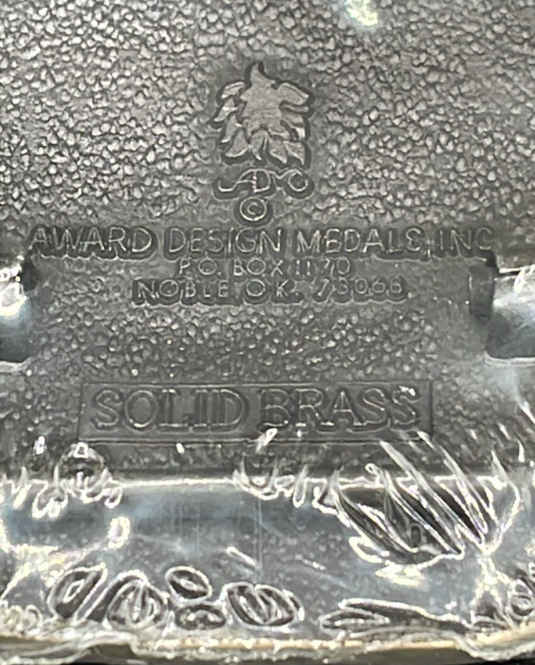 ADM
©
AWARD DESIGN MEDALS, INC
P.O. BOX 1170
NOBLE OK. 73068
SOLID BRASS